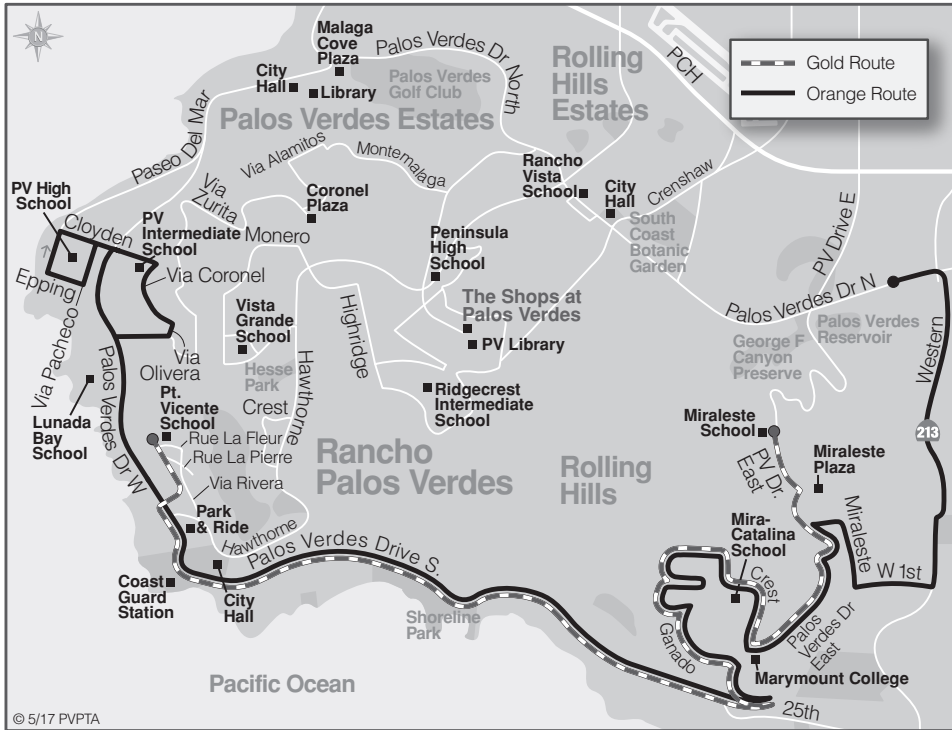 N
Malaga
Cove
Plaza
City
Hall
Library
Palos Verdes Dr North
Palos Verdes
Golf Club
Rolling
Hills
Estates
PCH
Gold Route
Orange Route
Paseo Del Mar
Palos Verdes Estates
Via Alamitos
Montemalaga
Rancho
Vista
School
City
Hall
Crenshaw
PV High
School
Via
Zurita
Coronel
Plaza
South
Coast
Botanic
Garden
PV Drive E
Cloyden
PV
Intermediate
School
Monero
Peninsula
High
School
Epping
Via Coronel
The Shops at
Palos Verdes
Palos Verdes Dr N
Via Pacheco
Vista
Grande
School
Highridge
PV Library
George F
Canyon
Preserve
Palos Verdes
Reservoir
Western
Palos Verdes Dr W
Via
Olivera
Hesse
Park
Hawthorne
Ridgecrest
Intermediate
School
Lunada
Bay
School
Pt.
Vicente
School
Crest
Miraleste
School
213
Rue La Fleur
Rue La Pierre
Rancho
Palos Verdes
Rolling
Hills
PV Dr.
East
Miraleste
Plaza
Via Rivera
Park
& Ride
Mira-
Catalina
School
Miraleste
Hawthorne
Palos Verdes Drive S.
W 1st
Coast
Guard
Station
City
Hall
Crest
Shoreline
Park
Ganado
Palos
Verdes Dr
East
Marymount College
Pacific Ocean
25th
© 5/17 PVPTA